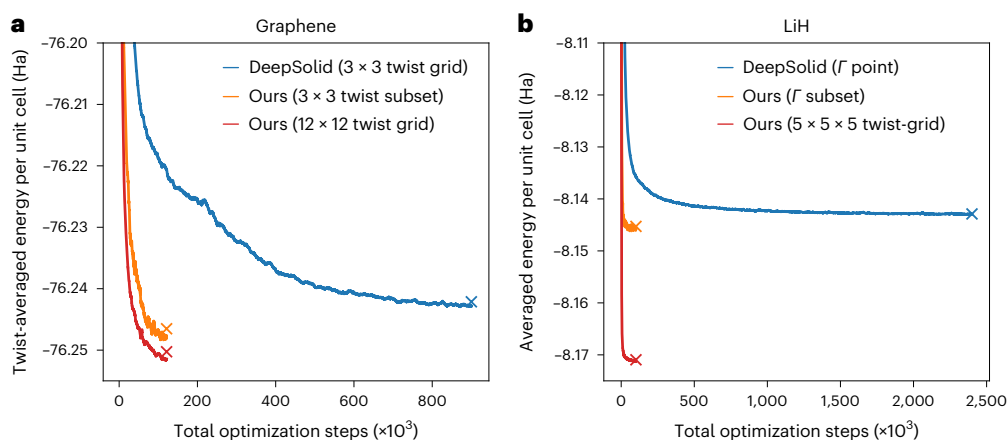 a
Graphene
Twist-averaged energy per unit cell (Ha)
−76.20
−76.21
−76.22
−76.23
−76.24
−76.25
DeepSolid (3 × 3 twist grid)
Ours (3 × 3 twist subset)
Ours (12 × 12 twist grid)
0
200
400
600
800
Total optimization steps (×10³)
b
LiH
Averaged energy per unit cell (Ha)
−8.11
−8.12
−8.13
−8.14
−8.15
−8.16
−8.17
DeepSolid (Γ point)
Ours (Γ subset)
Ours (5 × 5 × 5 twist-grid)
0
500
1,000
1,500
2,000
2,500
Total optimization steps (×10³)